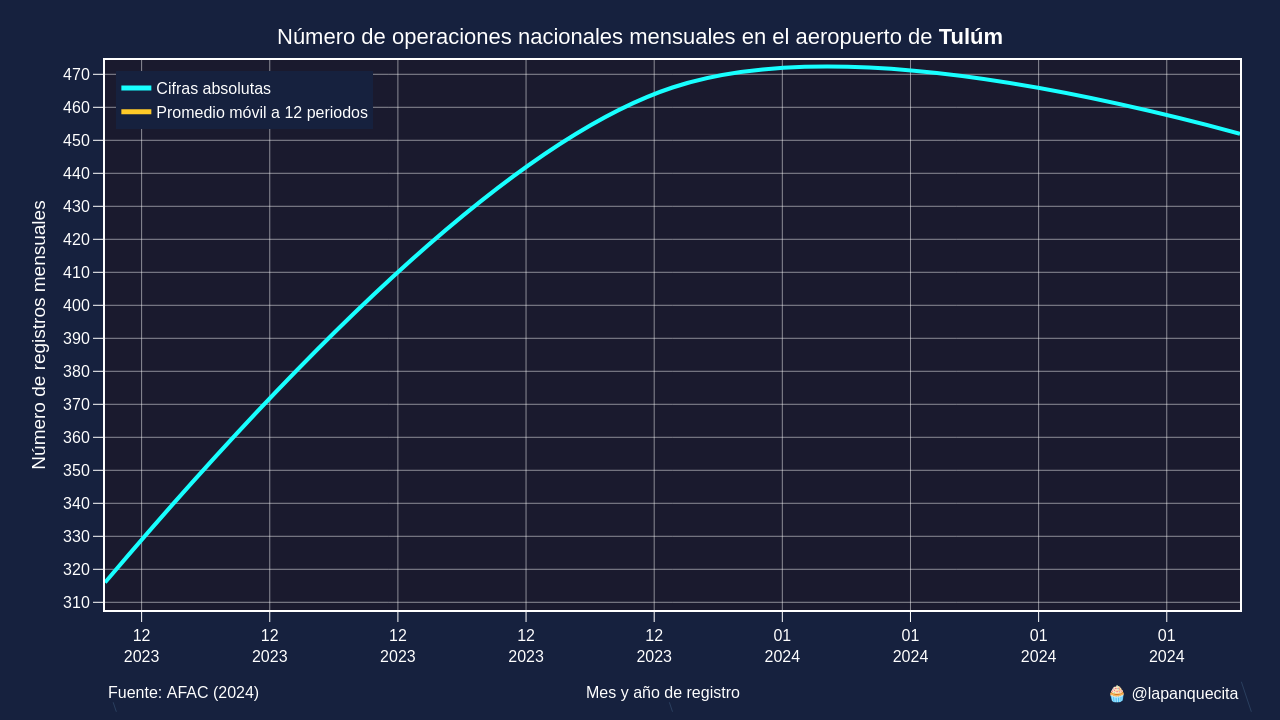 Número de operaciones nacionales mensuales en el aeropuerto de Tulúm
Cifras absolutas
Promedio móvil a 12 periodos
Número de registros mensuales
470
460
450
440
430
420
410
400
390
380
370
360
350
340
330
320
310
12 12 12 12 12 01 01 01 01
2023 2023 2023 2023 2023 2024 2024 2024 2024
Fuente: AFAC (2024) Mes y año de registro 🧁 @lapanquecita